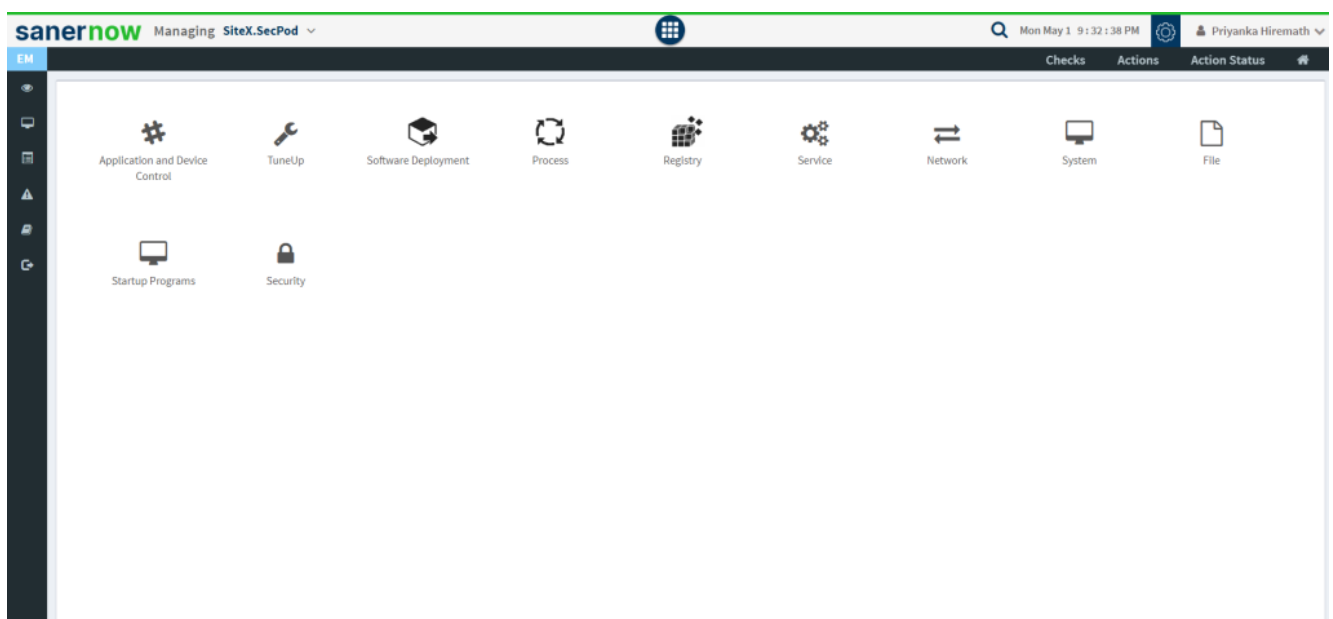 sanernow Managing SiteX.SecPod Mon May 1 9:32:38 PM Priyanka Hiremath
EM Checks Actions Action Status
Application and Device Control TuneUp Software Deployment Process Registry Service Network System File
Startup Programs Security